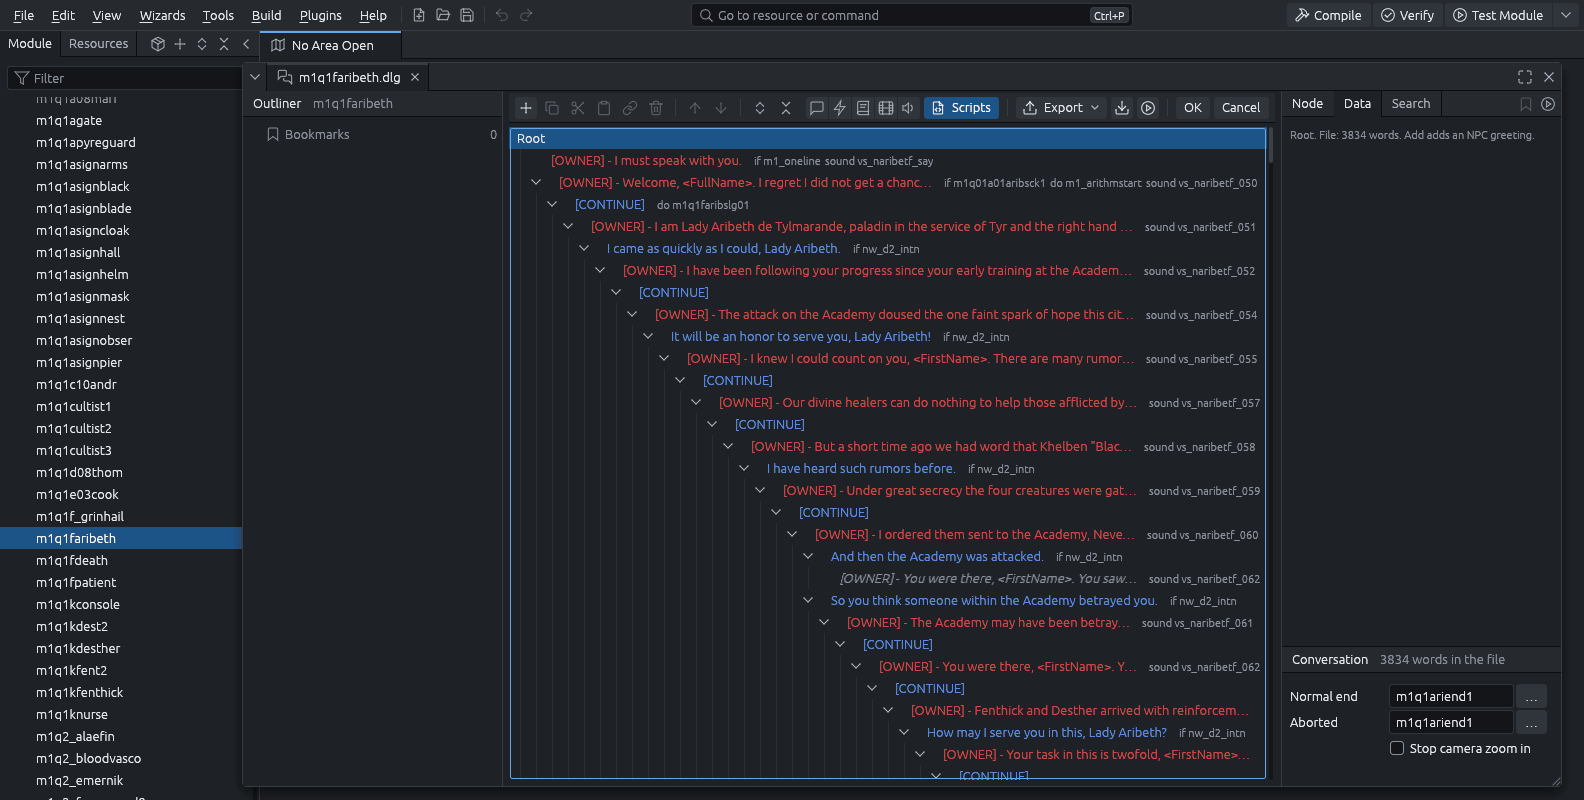 File Edit View Wizards Tools Build Plugins Help Go to resource or command Ctrl+P Compile Verify Test Module
Module Resources No Area Open
Filter m1q1faribeth.dlg
Outliner m1q1faribeth Scripts Export OK Cancel Node Data Search
Bookmarks 0
Root
Root. File: 3834 words. Add adds an NPC greeting.
[OWNER] - I must speak with you. if m1_oneline sound vs_naribetf_say
[OWNER] - Welcome, <FullName>. I regret I did not get a chanc... if m1q01a01aribsck1 do m1_arithmstart sound vs_naribetf_050
[CONTINUE] do m1q1faribslg01
[OWNER] - I am Lady Aribeth de Tylmarande, paladin in the service of Tyr and the right hand ... sound vs_naribetf_051
I came as quickly as I could, Lady Aribeth. if nw_d2_intn
[OWNER] - I have been following your progress since your early training at the Academ... sound vs_naribetf_052
[CONTINUE]
[OWNER] - The attack on the Academy doused the one faint spark of hope this cit... sound vs_naribetf_054
It will be an honor to serve you, Lady Aribeth! if nw_d2_intn
[OWNER] - I knew I could count on you, <FirstName>. There are many rumor... sound vs_naribetf_055
[CONTINUE]
[OWNER] - Our divine healers can do nothing to help those afflicted by... sound vs_naribetf_057
[CONTINUE]
[OWNER] - But a short time ago we had word that Khelben "Blac... sound vs_naribetf_058
I have heard such rumors before. if nw_d2_intn
[OWNER] - Under great secrecy the four creatures were gat... sound vs_naribetf_059
[CONTINUE]
[OWNER] - I ordered them sent to the Academy, Neve... sound vs_naribetf_060
And then the Academy was attacked. if nw_d2_intn
[OWNER] - You were there, <FirstName>. You saw... sound vs_naribetf_062
So you think someone within the Academy betrayed you. if nw_d2_intn
[OWNER] - The Academy may have been betray... sound vs_naribetf_061
[CONTINUE]
[OWNER] - You were there, <FirstName>. Y... sound vs_naribetf_062
[CONTINUE]
[OWNER] - Fenthick and Desther arrived with reinforcem...
How may I serve you in this, Lady Aribeth? if nw_d2_intn
[OWNER] - Your task in this is twofold, <FirstName>...
[CONTINUE]
m1q1agate
m1q1apyreguard
m1q1asignarms
m1q1asignblack
m1q1asignblade
m1q1asigncloak
m1q1asignhall
m1q1asignhelm
m1q1asignmask
m1q1asignnest
m1q1asignobser
m1q1asignpier
m1q1c10andr
m1q1cultist1
m1q1cultist2
m1q1cultist3
m1q1d08thom
m1q1e03cook
m1q1f_grinhail
m1q1faribeth
m1q1fdeath
m1q1fpatient
m1q1kconsole
m1q1kdest2
m1q1kdesther
m1q1kfent2
m1q1kfenthick
m1q1knurse
m1q2_alaefin
m1q2_bloodvasco
m1q2_emernik
Conversation 3834 words in the file
Normal end m1q1ariend1 ...
Aborted m1q1ariend1 ...
Stop camera zoom in